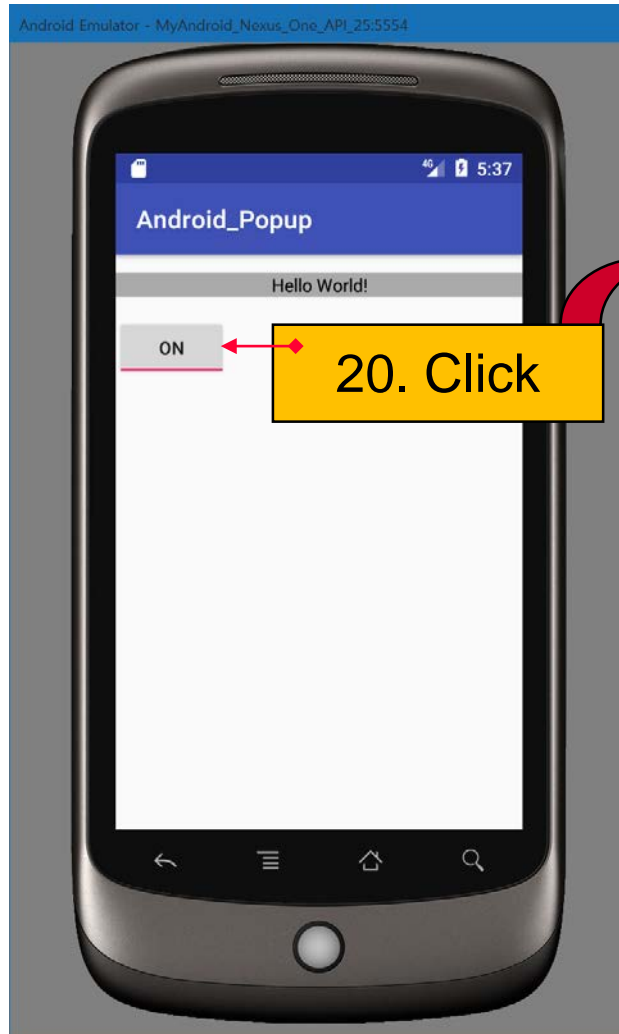 Android Emulator - MyAndroid_Nexus_One_API_25:5554
4G 5:37
Android_Popup
Hello World!
ON
20. Click